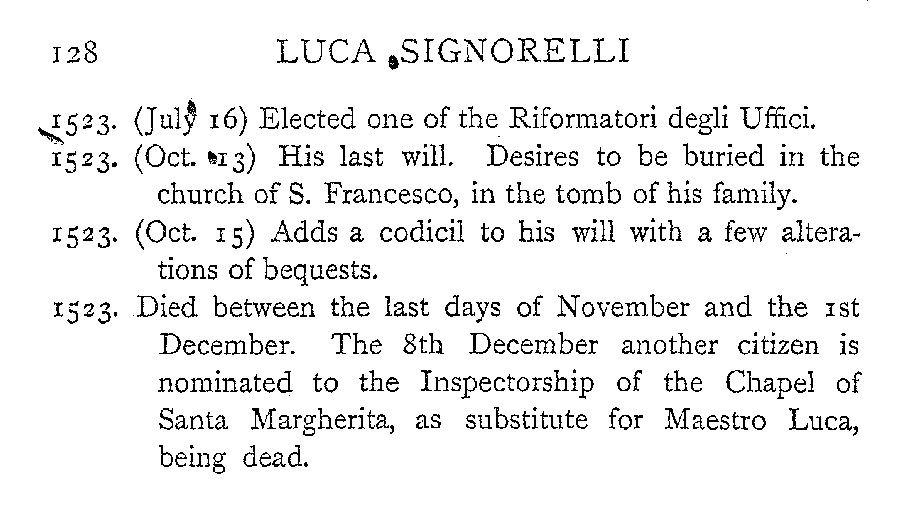 128 LUCA SIGNORELLI
1523. (July 16) Elected one of the Riformatori degli Uffici.
1523. (Oct. 13) His last will. Desires to be buried in the
church of S. Francesco, in the tomb of his family.
1523. (Oct. 15) Adds a codicil to his will with a few altera-
tions of bequests.
1523. Died between the last days of November and the 1st
December. The 8th December another citizen is
nominated to the Inspectorship of the Chapel of
Santa Margherita, as substitute for Maestro Luca,
being dead.